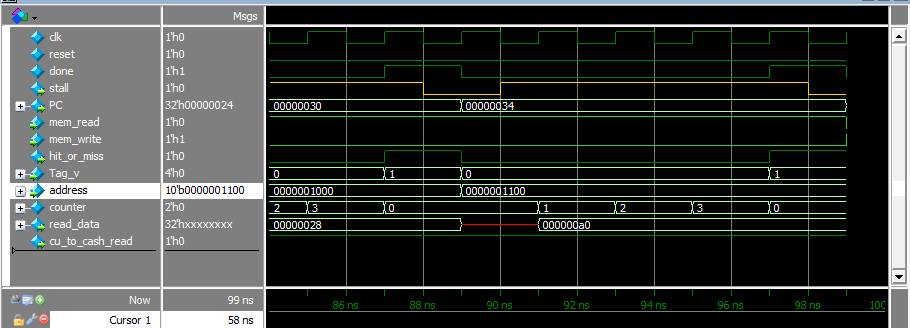 Msgs
clk 1'h0
reset 1'h0
done 1'h1
stall 1'h0
PC 32'h00000024 00000030 00000034
mem_read 1'h0
mem_write 1'h1
hit_or_miss 1'h0
Tag_v 4'h0 0 1 0 1
address 10'b0000001100 0000001000 0000001100
counter 2'h0 2 3 0 1 2 3 0
read_data 32'hxxxxxxxx 00000028 000000a0
cu_to_cash_read 1'h0
Now 99 ns 86 ns 88 ns 90 ns 92 ns 94 ns 96 ns 98 ns 100
Cursor 1 58 ns